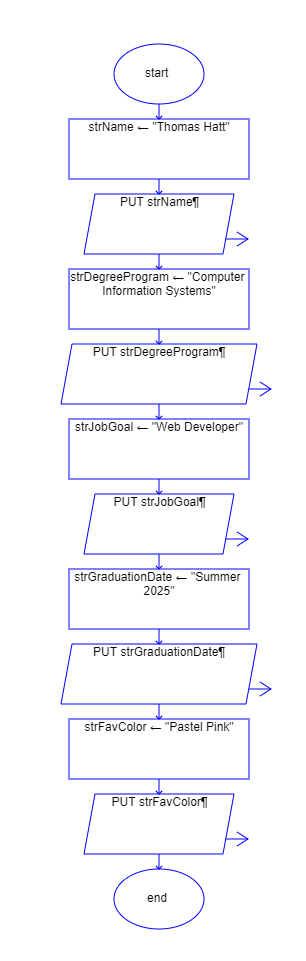 start
strName ← "Thomas Hatt"
PUT strName¶
strDegreeProgram ← "Computer
Information Systems"
PUT strDegreeProgram¶
strJobGoal ← "Web Developer"
PUT strJobGoal¶
strGraduationDate ← "Summer
2025"
PUT strGraduationDate¶
strFavColor ← "Pastel Pink"
PUT strFavColor¶
end